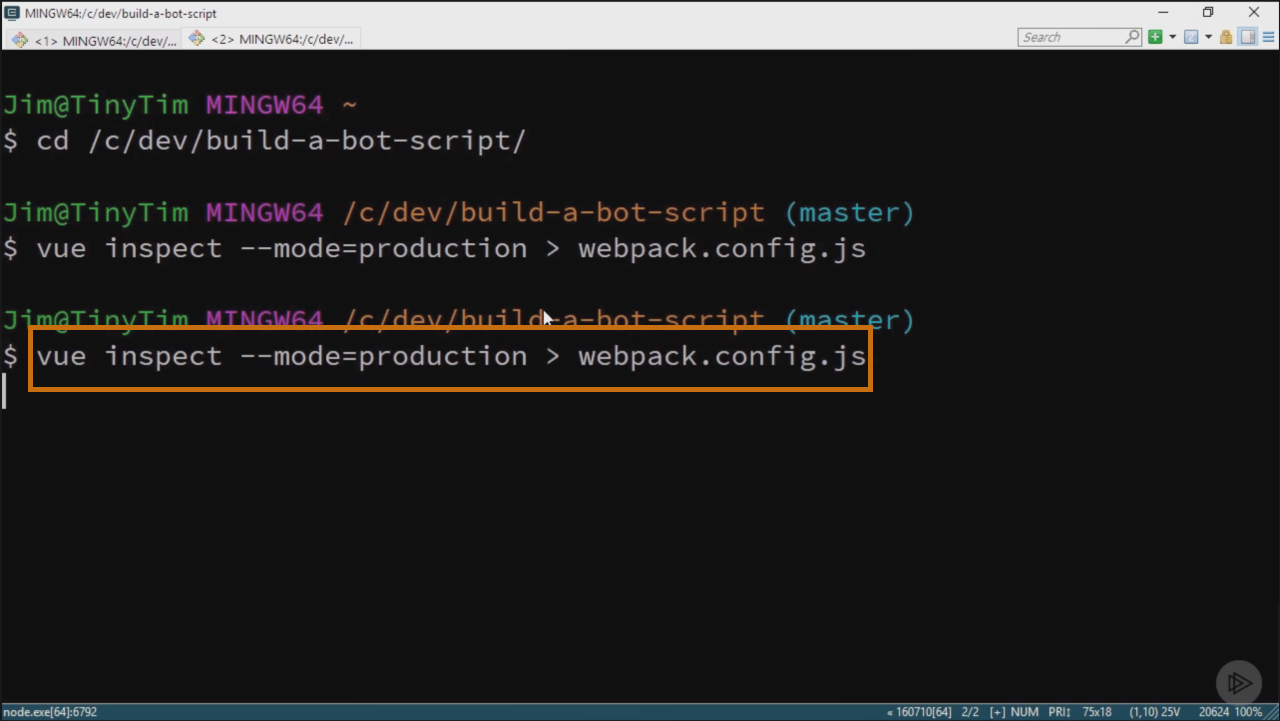 MINGW64:/c/dev/build-a-bot-script
<1> MINGW64:/c/dev/... <2> MINGW64:/c/dev/... Search
Jim@TinyTim MINGW64 ~
$ cd /c/dev/build-a-bot-script/
Jim@TinyTim MINGW64 /c/dev/build-a-bot-script (master)
$ vue inspect --mode=production > webpack.config.js
Jim@TinyTim MINGW64 /c/dev/build-a-bot-script (master)
$ vue inspect --mode=production > webpack.config.js
node.exe[64]:6792 « 160710[64] 2/2 [+] NUM PRI↕ 75x18 (1,10) 25V 20624 100%